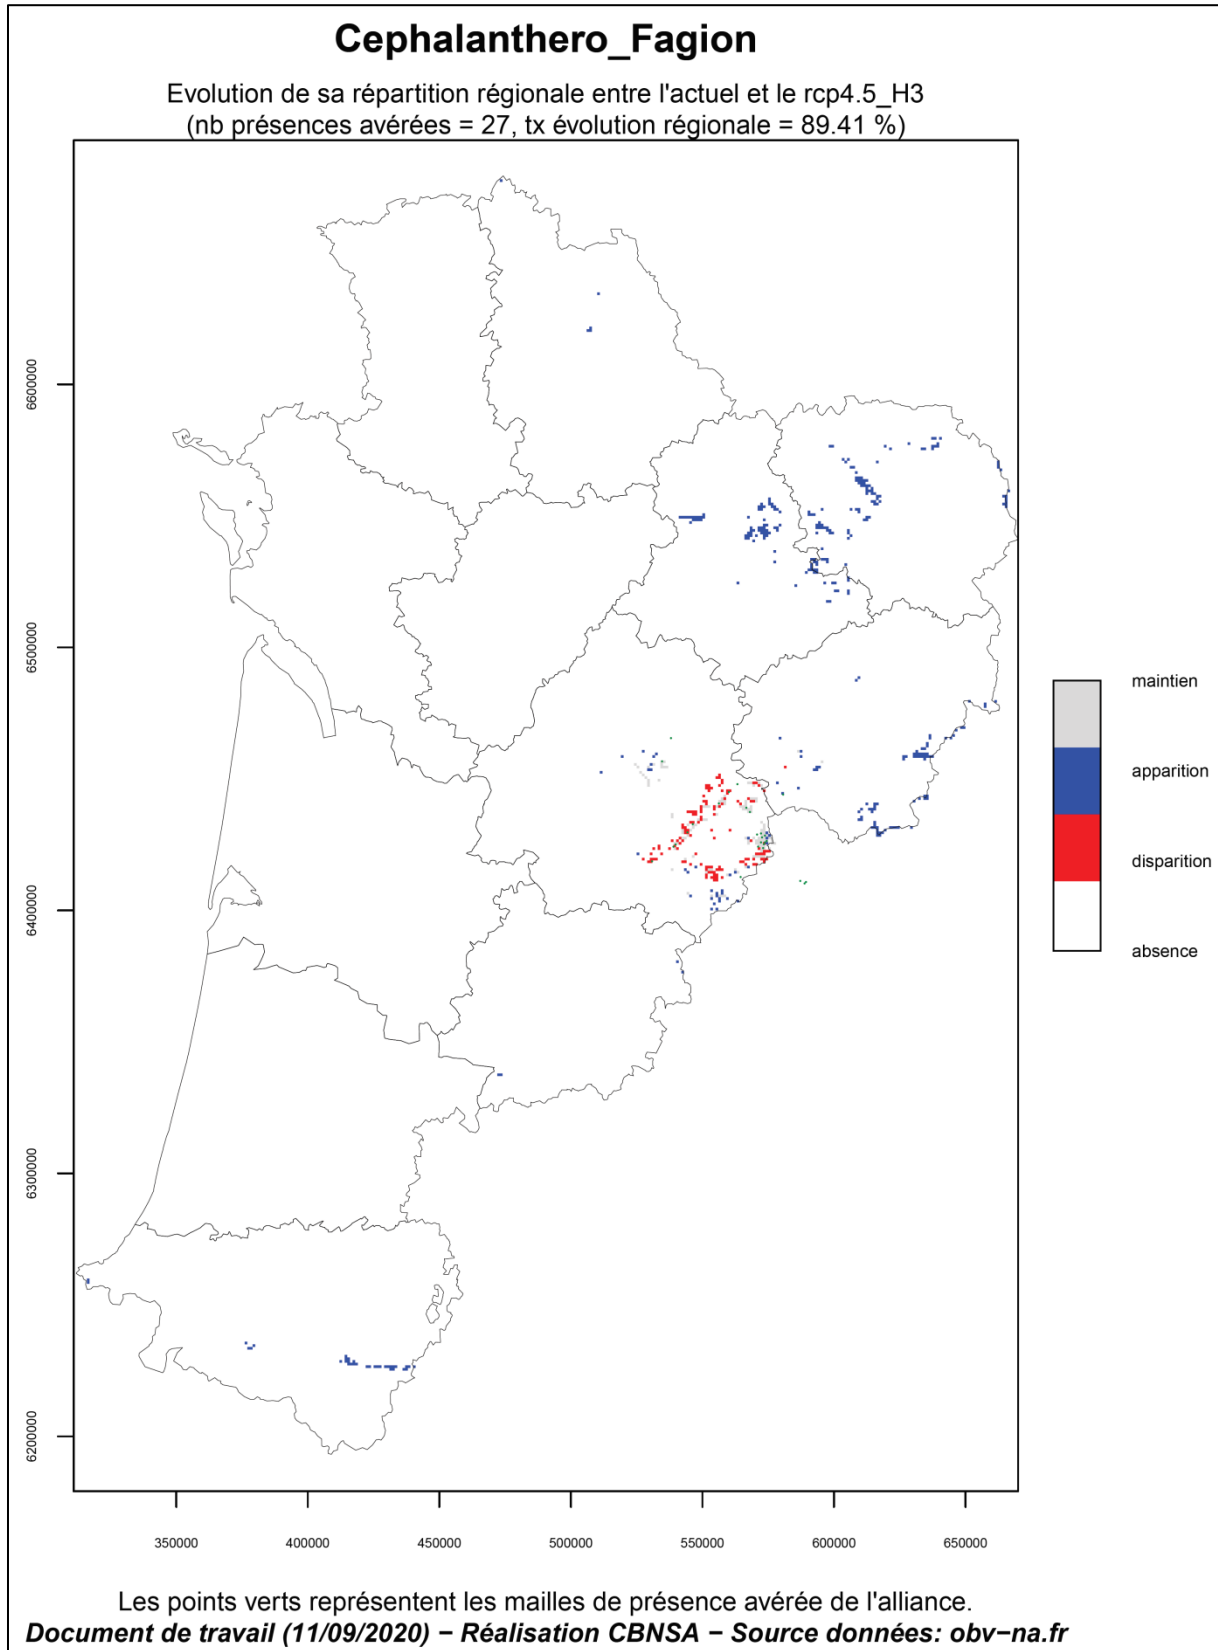 Cephalanthero_Fagion
Evolution de sa répartition régionale entre l'actuel et le rcp4.5_H3
(nb présences avérées = 27, tx évolution régionale = 89.41 %)
6600000
6500000
6400000
6300000
6200000
maintien
apparition
disparition
absence
350000 400000 450000 500000 550000 600000 650000
Les points verts représentent les mailles de présence avérée de l'alliance.
Document de travail (11/09/2020) − Réalisation CBNSA − Source données: obv−na.fr